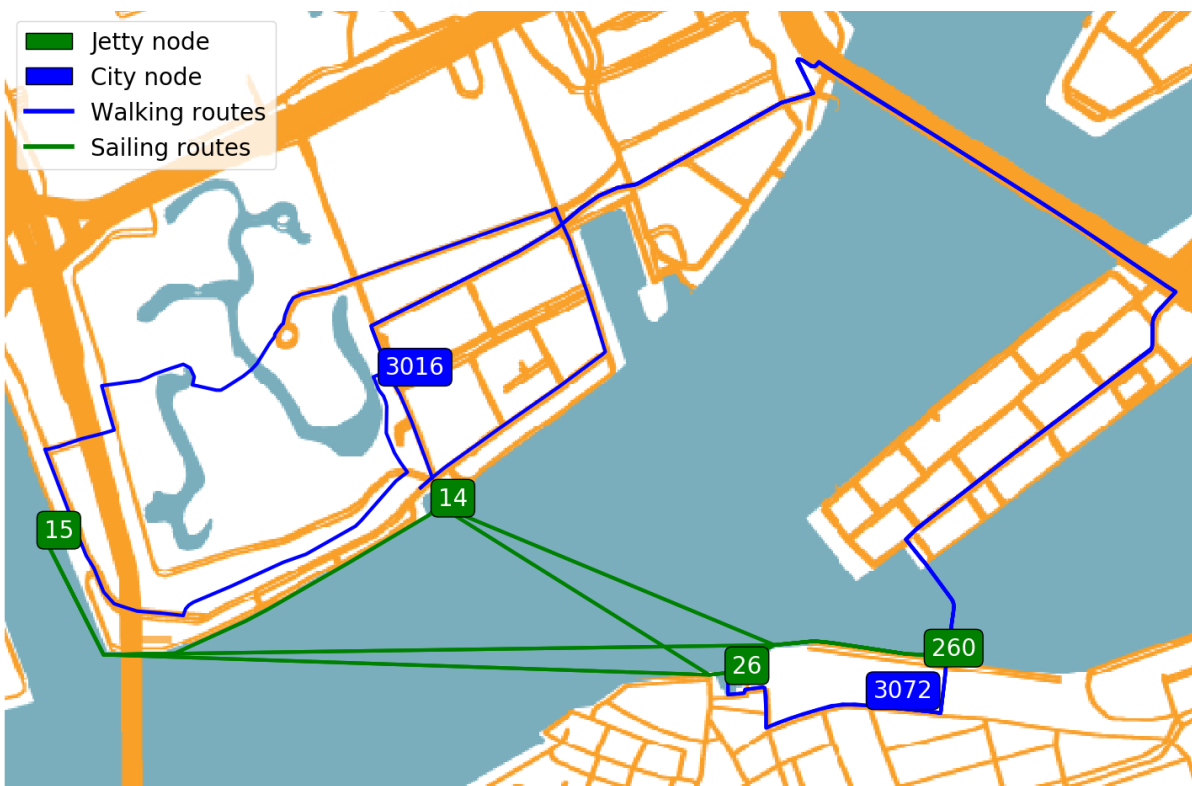 Jetty node
City node
Walking routes
Sailing routes
3016
14
15
26
260
3072